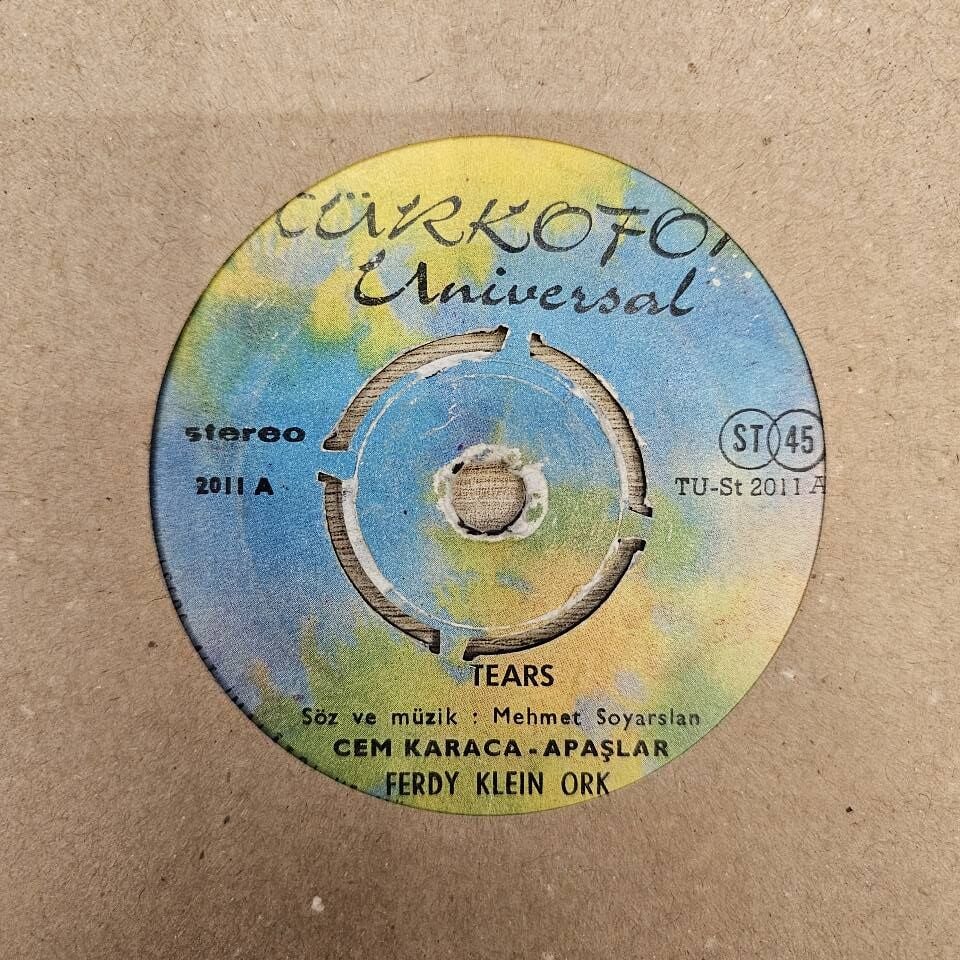 TÜRKOFON
Universal
stereo
ST 45
2011 A
TU-St 2011 A
TEARS
Söz ve müzik : Mehmet Soyarslan
CEM KARACA - APAŞLAR
FERDY KLEIN ORK